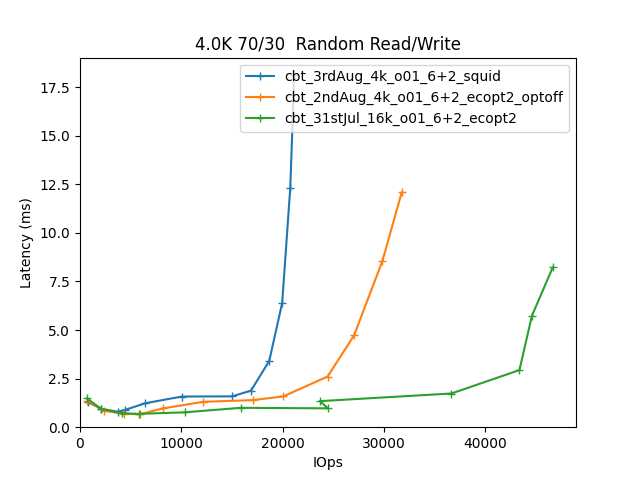 4.0K 70/30  Random Read/Write
cbt_3rdAug_4k_o01_6+2_squid
cbt_2ndAug_4k_o01_6+2_ecopt2_optoff
cbt_31stJul_16k_o01_6+2_ecopt2
Latency (ms)
17.5
15.0
12.5
10.0
7.5
5.0
2.5
0.0
0 10000 20000 30000 40000
IOps